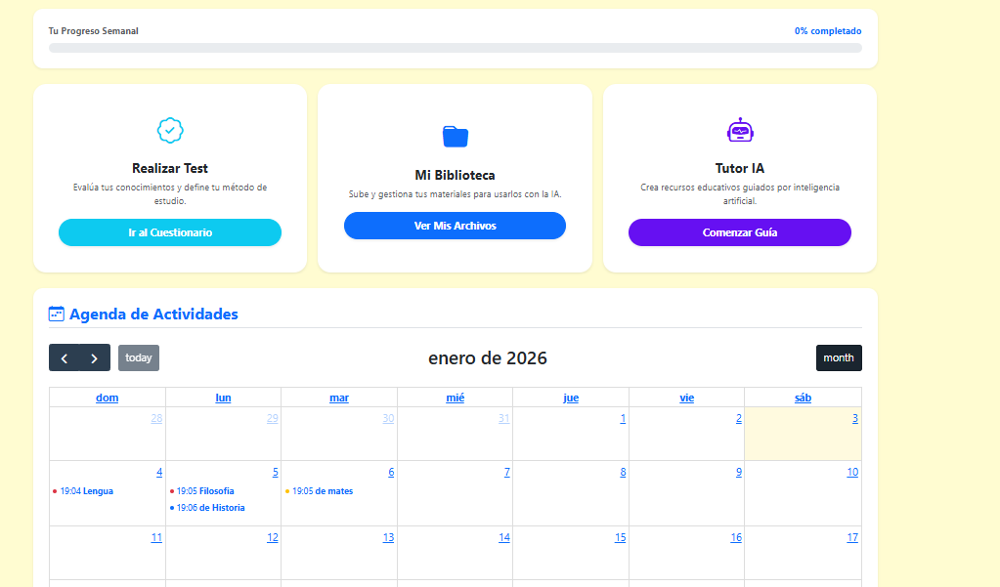 Tu Progreso Semanal 0% completado
Realizar Test
Evalúa tus conocimientos y define tu método de
estudio.
Ir al Cuestionario
Mi Biblioteca
Sube y gestiona tus materiales para usarlos con la IA.
Ver Mis Archivos
Tutor IA
Crea recursos educativos guiados por inteligencia
artificial.
Comenzar Guía
Agenda de Actividades
today enero de 2026 month
dom lun mar mié jue vie sáb
28 29 30 31 1 2 3
4 5 6 7 8 9 10
19:04 Lengua 19:05 Filosofia 19:05 de mates
19:06 de Historia
11 12 13 14 15 16 17